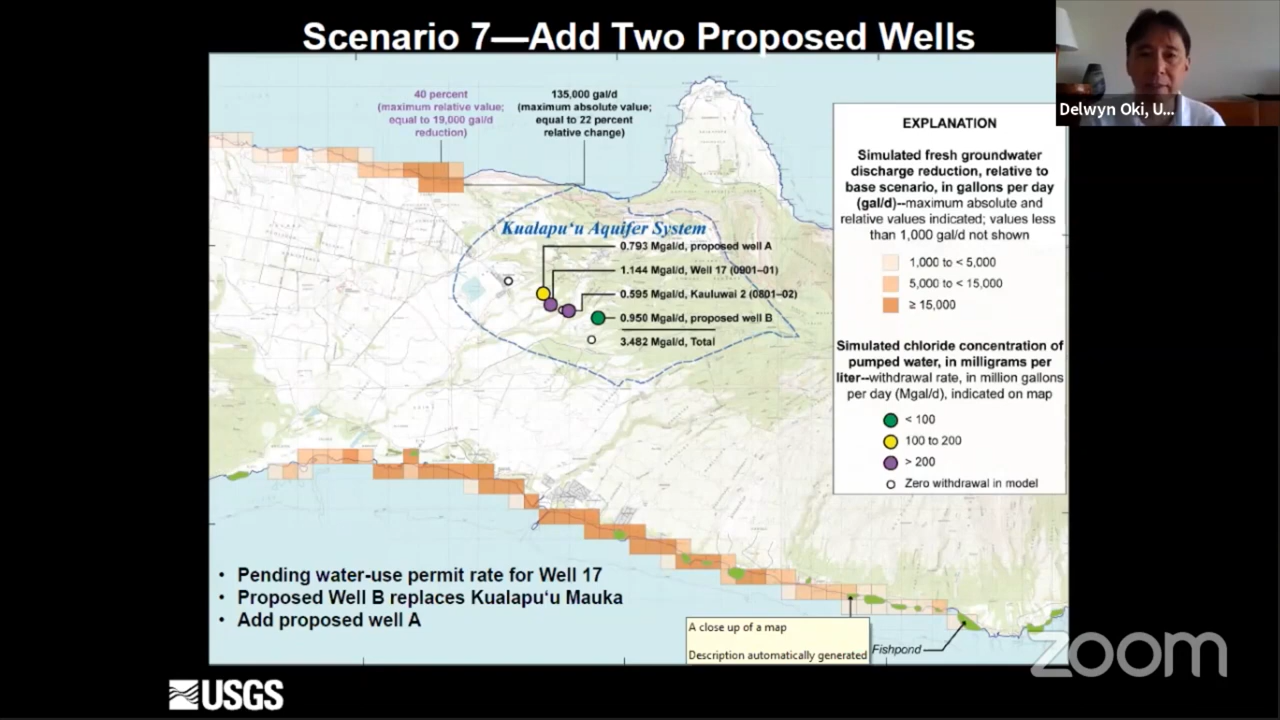 Scenario 7—Add Two Proposed Wells
Delwyn Oki, U...
40 percent
(maximum relative value;
equal to 19,000 gal/d
reduction)
135,000 gal/d
(maximum absolute value;
equal to 22 percent
relative change)
Kualapu‘u Aquifer System
0.793 Mgal/d, proposed well A
1.144 Mgal/d, Well 17 (0901–01)
0.595 Mgal/d, Kauluwai 2 (0801–02)
0.950 Mgal/d, proposed well B
3.482 Mgal/d, Total
EXPLANATION
Simulated fresh groundwater
discharge reduction, relative to
base scenario, in gallons per day
(gal/d)--maximum absolute and
relative values indicated; values less
than 1,000 gal/d not shown
1,000 to < 5,000
5,000 to < 15,000
≥ 15,000
Simulated chloride concentration of
pumped water, in milligrams per
liter--withdrawal rate, in million gallons
per day (Mgal/d), indicated on map
< 100
100 to 200
> 200
Zero withdrawal in model
• Pending water-use permit rate for Well 17
• Proposed Well B replaces Kualapu‘u Mauka
• Add proposed well A
A close up of a map
Description automatically generated
Fishpond
zoom
USGS